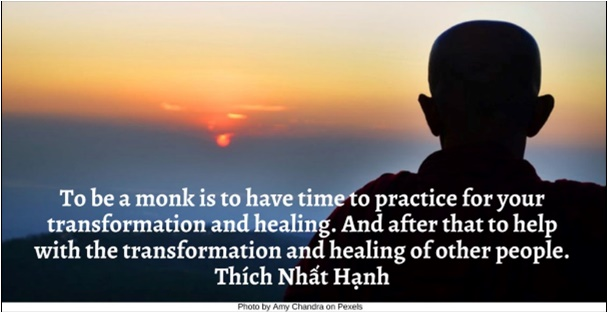 To be a monk is to have time to practice for your
transformation and healing. And after that to help
with the transformation and healing of other people.
Thích Nhất Hạnh
Photo by Amy Chandra on Pexels